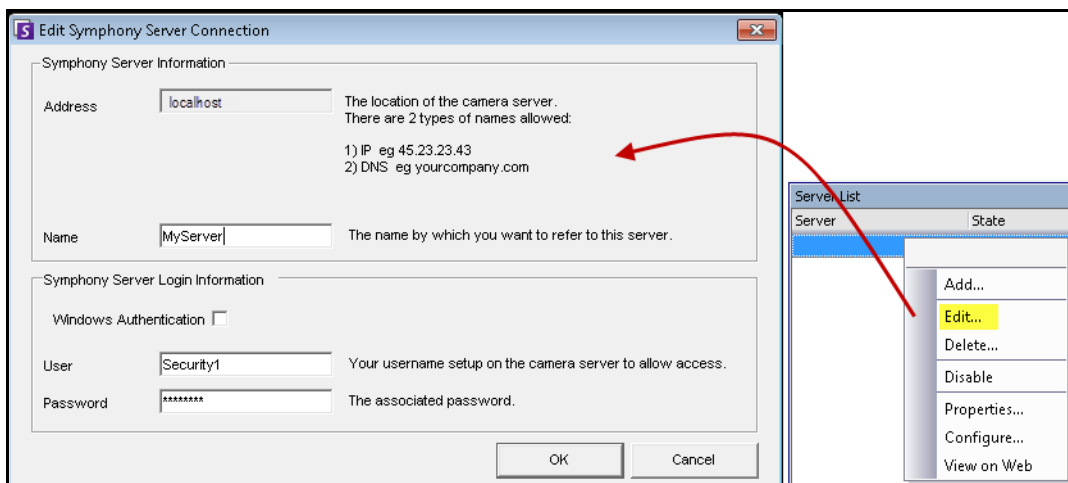 Edit Symphony Server Connection
Symphony Server Information
Address
localhost
The location of the camera server.
There are 2 types of names allowed:
1) IP eg 45.23.23.43
2) DNS eg yourcompany.com
Name
MyServer
The name by which you want to refer to this server.
Symphony Server Login Information
Windows Authentication
User
Security1
Your username setup on the camera server to allow access.
Password
********
The associated password.
OK
Cancel
Server List
Server
State
Add...
Edit...
Delete...
Disable
Properties...
Configure...
View on Web